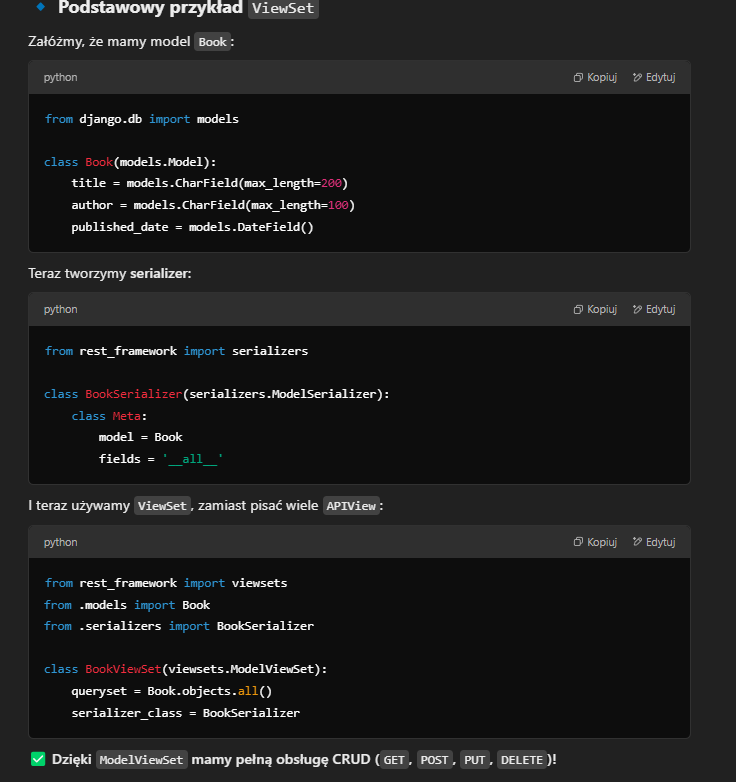 Podstawowy przykład ViewSet
Załóżmy, że mamy model Book:
python Kopiuj Edytuj
from django.db import models
class Book(models.Model):
    title = models.CharField(max_length=200)
    author = models.CharField(max_length=100)
    published_date = models.DateField()
Teraz tworzymy serializer:
python Kopiuj Edytuj
from rest_framework import serializers
class BookSerializer(serializers.ModelSerializer):
    class Meta:
        model = Book
        fields = '__all__'
I teraz używamy ViewSet, zamiast pisać wiele APIView:
python Kopiuj Edytuj
from rest_framework import viewsets
from .models import Book
from .serializers import BookSerializer
class BookViewSet(viewsets.ModelViewSet):
    queryset = Book.objects.all()
    serializer_class = BookSerializer
✅ Dzięki ModelViewSet mamy pełną obsługę CRUD (GET, POST, PUT, DELETE)!